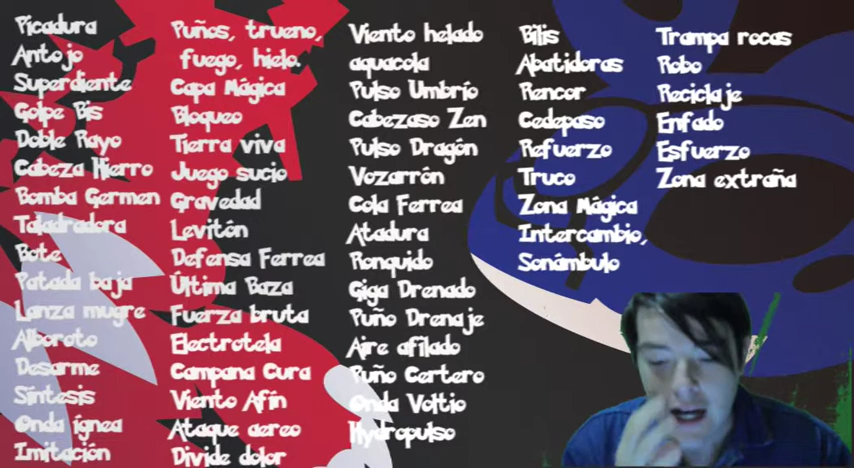 Picadura
Antojo
Superdiente
Golpe Bis
Doble Rayo
Cabeza Hierro
Bomba Germen
Taladradora
Bote
Patada baja
Lanza mugre
Alboroto
Desarme
Síntesis
Onda ígnea
Imitación
Puños, trueno,
fuego, hielo.
Capa Mágica
Bloqueo
Tierra viva
Juego sucio
Gravedad
Levitón
Defensa Ferrea
Última Baza
Fuerza bruta
Electrotela
Campana Cura
Viento Afín
Ataque aereo
Divide dolor
Viento helado
aquacola
Pulso Umbrío
Cabezaso Zen
Pulso Dragón
Vozarrón
Cola Ferrea
Atadura
Ronquido
Giga Drenado
Puño Drenaje
Aire afilado
Puño Certero
Onda Voltio
Hydropulso
Bilis
Abatidoras
Rencor
Cedepaso
Refuerzo
Truco
Zona Mágica
Intercambio,
Sonámbulo
Trampa rocas
Robo
Reciclaje
Enfado
Esfuerzo
Zona extraña